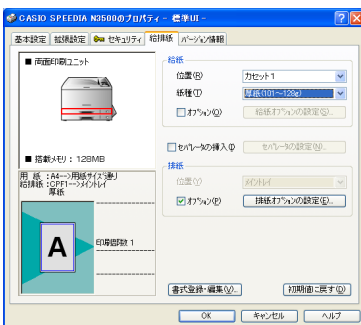 CASIO SPEEDIA N3500のプロパティ - 標準UI -
基本設定 拡張設定 セキュリティ 給排紙 バージョン情報
■ 両面印刷ユニット
■ 搭載メモリ： 128MB
用 紙 ：A4-->用紙サイズ通り
給排紙：CPF1-->メイントレイ
厚紙
A
印刷部数 1
給紙
位置(R) カセット1
紙種(T) 厚紙(101～128g)
オプション(O) 給紙オプションの設定(S)...
セパレータの挿入(I) セパレータの設定(N)...
排紙
位置(Y) メイントレイ
オプション(P) 排紙オプションの設定(E)...
書式登録・編集(V)... 初期値に戻す(D)
OK キャンセル ヘルプ